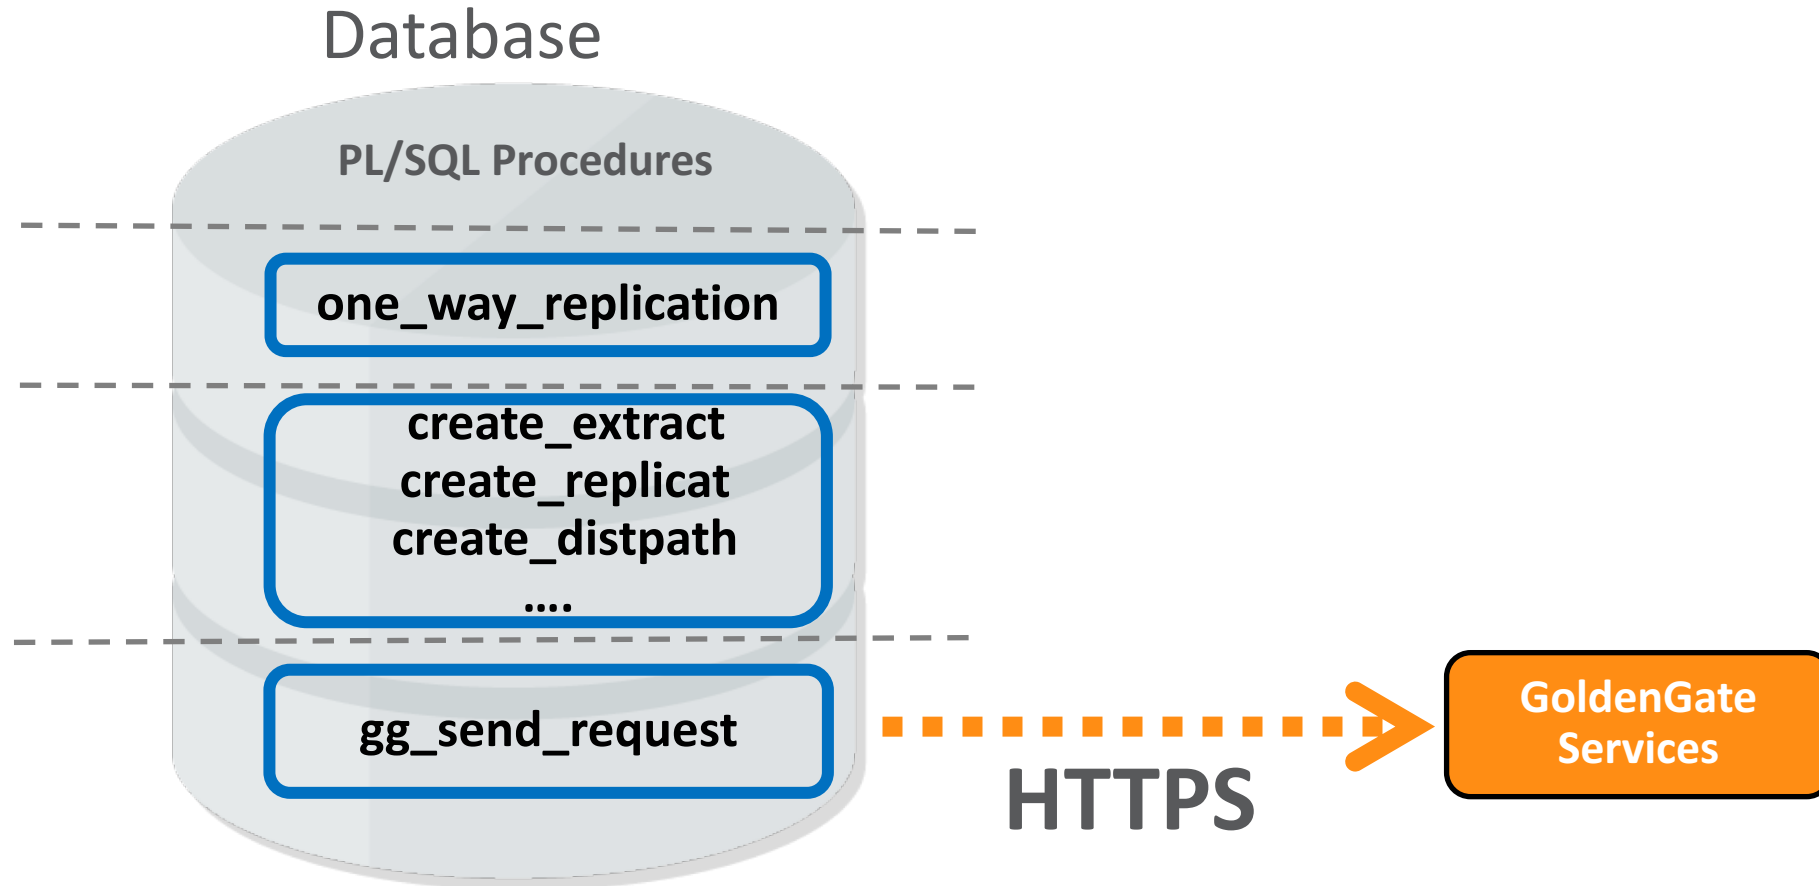 Database
PL/SQL Procedures
one_way_replication
create_extract
create_replicat
create_distpath
....
gg_send_request
HTTPS
GoldenGate
Services